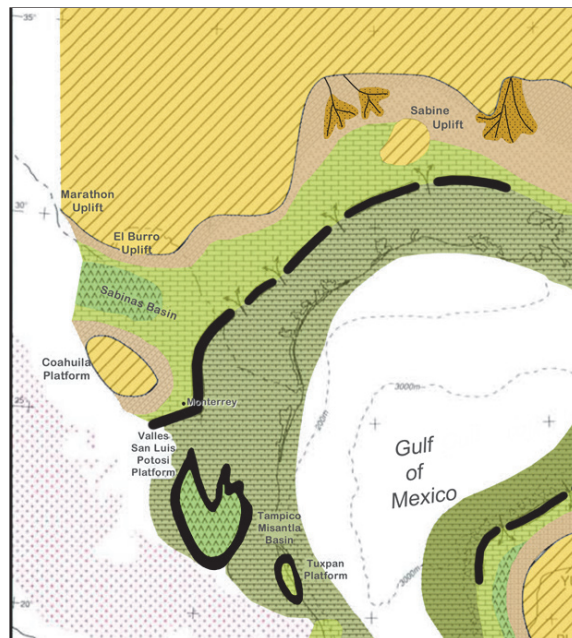 35°
Sabine
Uplift
30°
Marathon
Uplift
El Burro
Uplift
Sabinas Basin
Coahuila
Platform
25
Monterrey
Valles
San Luis
Potosi
Platform
200m
3000m
Gulf
of
Mexico
Tampico
Misantla
Basin
Tuxpan
Platform
3000m
20